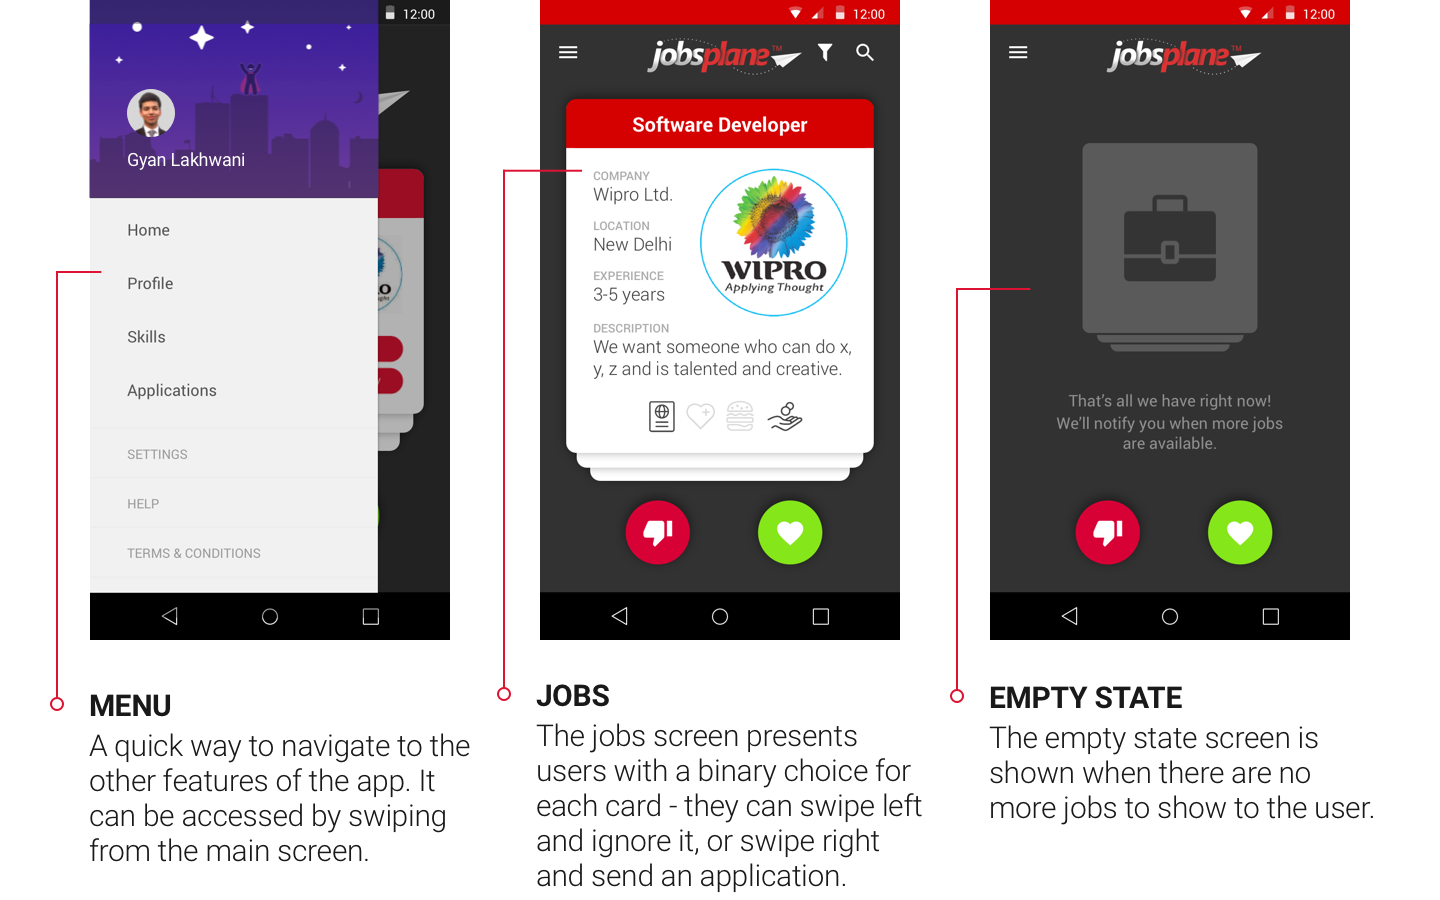 12:00
Gyan Lakhwani
Home
Profile
Skills
Applications
SETTINGS
HELP
TERMS & CONDITIONS
MENU
A quick way to navigate to the
other features of the app. It
can be accessed by swiping
from the main screen.
12:00
jobsplane™
Software Developer
COMPANY
Wipro Ltd.
LOCATION
New Delhi
EXPERIENCE
3-5 years
WIPRO
Applying Thought
DESCRIPTION
We want someone who can do x,
y, z and is talented and creative.
JOBS
The jobs screen presents
users with a binary choice for
each card - they can swipe left
and ignore it, or swipe right
and send an application.
12:00
jobsplane™
That's all we have right now!
We'll notify you when more jobs
are available.
EMPTY STATE
The empty state screen is
shown when there are no
more jobs to show to the user.